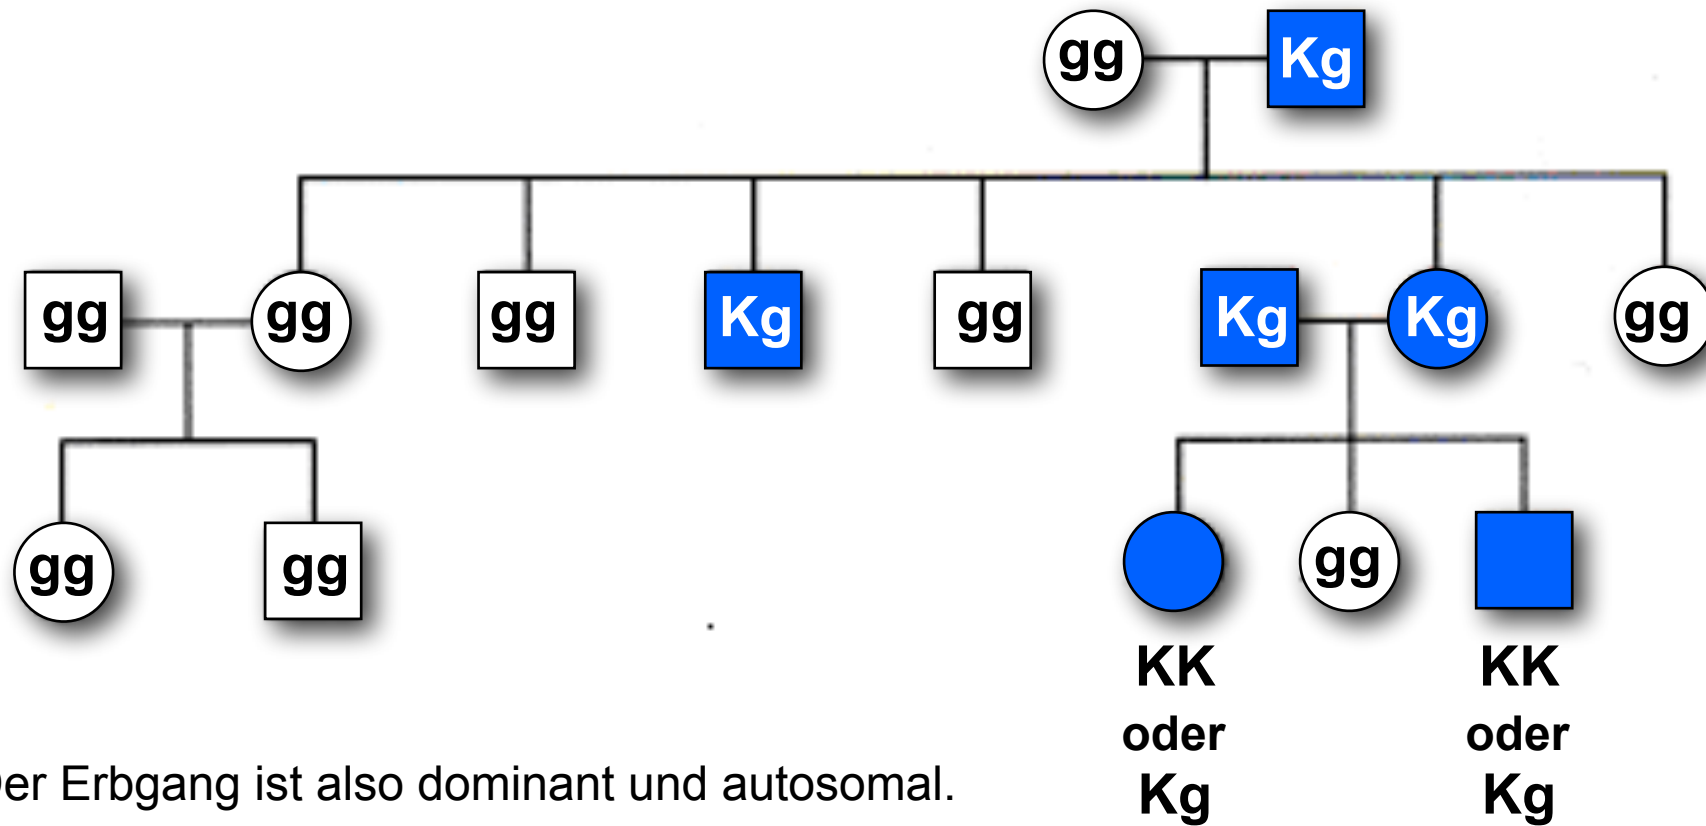 gg Kg
gg gg gg Kg gg Kg Kg gg
gg gg gg
KK KK
oder oder
Kg Kg
er Erbgang ist also dominant und autosomal.